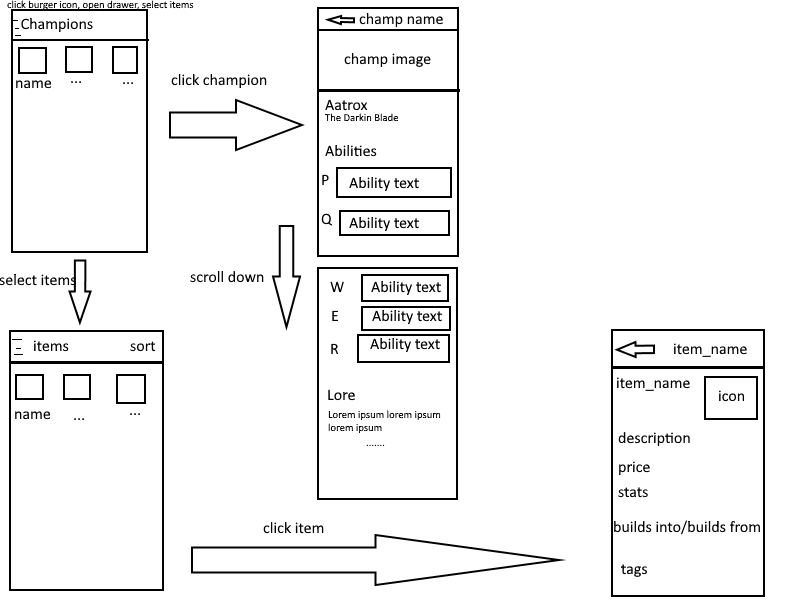 click burger icon, open drawer, select items
Champions
name ... ...
click champion
champ name
champ image
Aatrox
The Darkin Blade
Abilities
P Ability text
Q Ability text
scroll down
W Ability text
E Ability text
R Ability text
Lore
Lorem ipsum lorem ipsum
lorem ipsum
.......
select items
items sort
name ... ...
click item
item_name
item_name icon
description
price
stats
builds into/builds from
tags